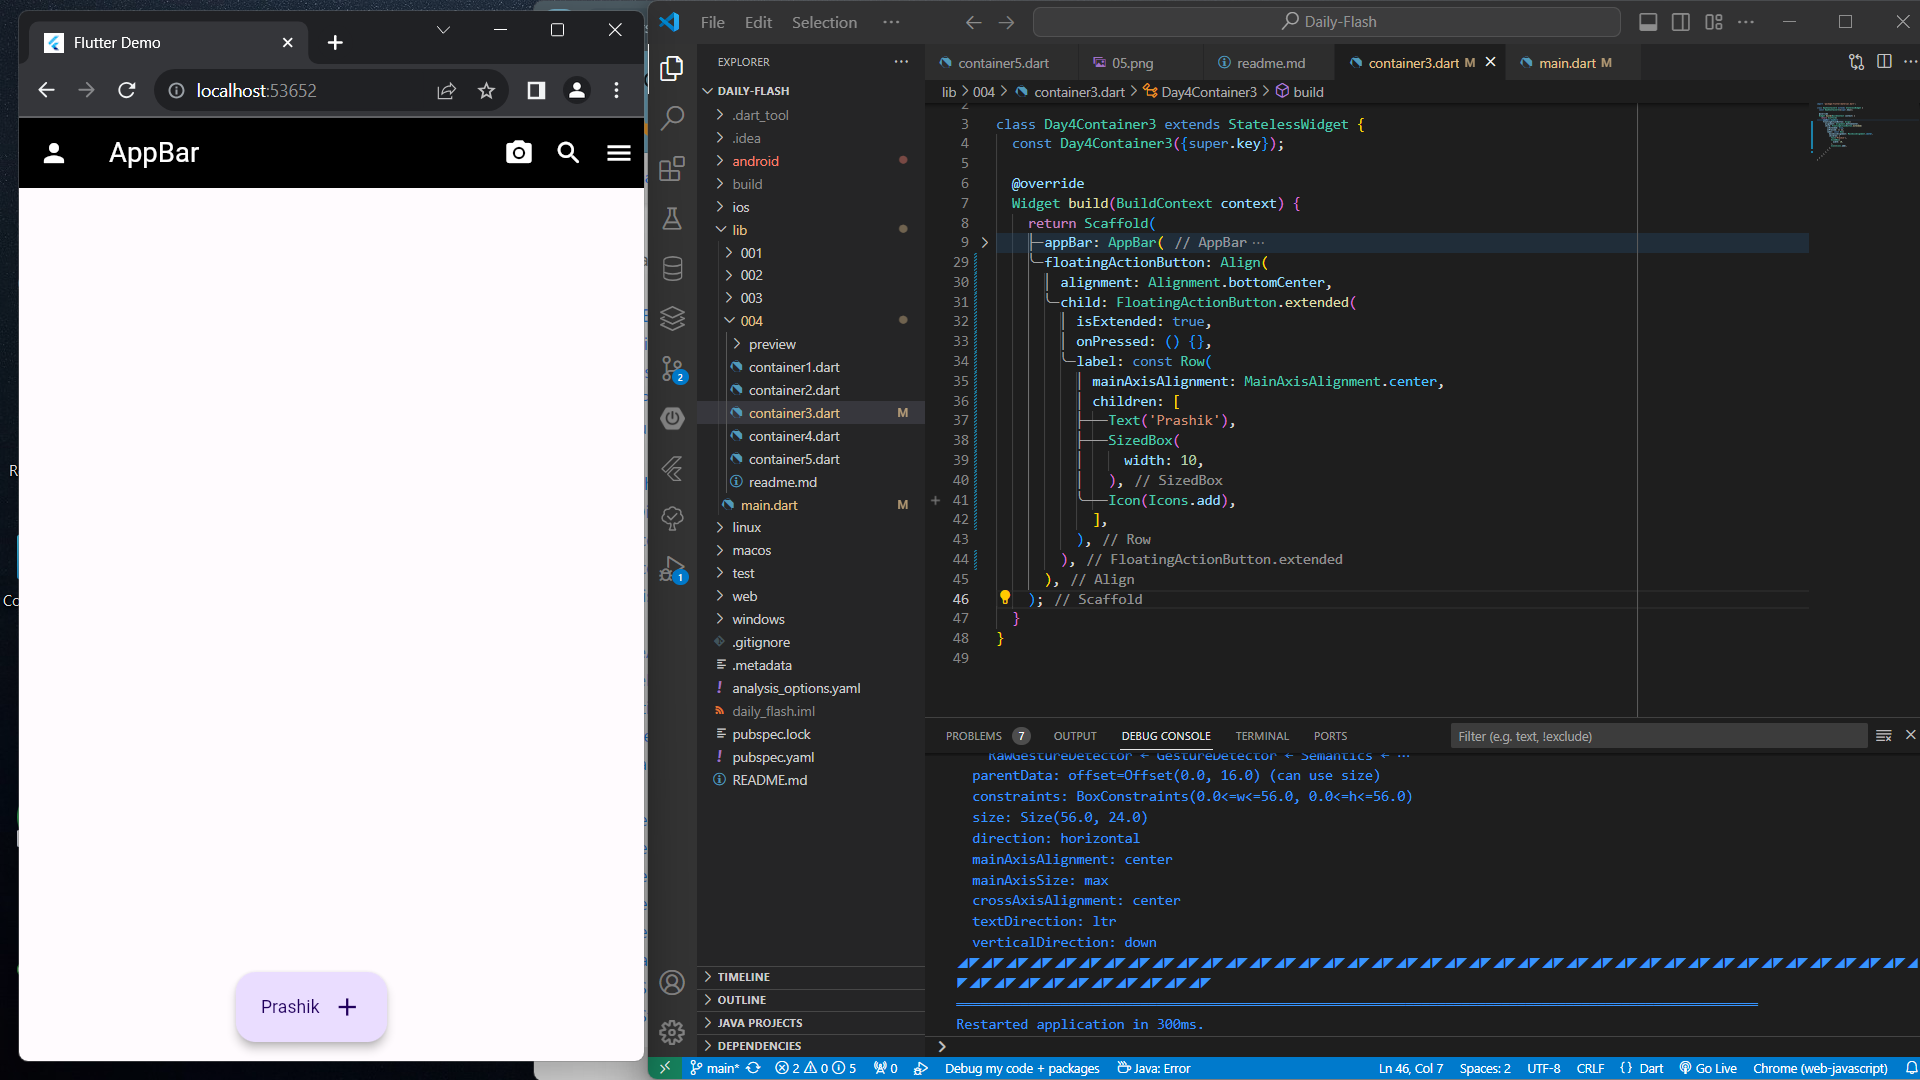 Flutter Demo
localhost:53652
AppBar
Prashik
File Edit Selection ···
Daily-Flash
EXPLORER
DAILY-FLASH
.dart_tool
.idea
android
build
ios
lib
001
002
003
004
preview
container1.dart
container2.dart
container3.dart M
container4.dart
container5.dart
readme.md
main.dart M
linux
macos
test
web
windows
.gitignore
.metadata
analysis_options.yaml
daily_flash.iml
pubspec.lock
pubspec.yaml
README.md
TIMELINE
OUTLINE
JAVA PROJECTS
DEPENDENCIES
container5.dart 05.png readme.md container3.dart M main.dart M
lib > 004 > container3.dart > Day4Container3 > build
2
3 class Day4Container3 extends StatelessWidget {
4 const Day4Container3({super.key});
5
6 @override
7 Widget build(BuildContext context) {
8 return Scaffold(
9 appBar: AppBar( // AppBar ···
29 floatingActionButton: Align(
30 alignment: Alignment.bottomCenter,
31 child: FloatingActionButton.extended(
32 isExtended: true,
33 onPressed: () {},
34 label: const Row(
35 mainAxisAlignment: MainAxisAlignment.center,
36 children: [
37 Text('Prashik'),
38 SizedBox(
39 width: 10,
40 ), // SizedBox
41 Icon(Icons.add),
42 ],
43 ), // Row
44 ), // FloatingActionButton.extended
45 ), // Align
46 ); // Scaffold
47 }
48 }
49
PROBLEMS 7 OUTPUT DEBUG CONSOLE TERMINAL PORTS
Filter (e.g. text, !exclude)
RawGestureDetector ← GestureDetector ← Semantics ← ⋯
parentData: offset=Offset(0.0, 16.0) (can use size)
constraints: BoxConstraints(0.0<=w<=56.0, 0.0<=h<=56.0)
size: Size(56.0, 24.0)
direction: horizontal
mainAxisAlignment: center
mainAxisSize: max
crossAxisAlignment: center
textDirection: ltr
verticalDirection: down
Restarted application in 300ms.
main* 2 0 5 0 Debug my code + packages Java: Error Ln 46, Col 7 Spaces: 2 UTF-8 CRLF {} Dart Go Live Chrome (web-javascript)